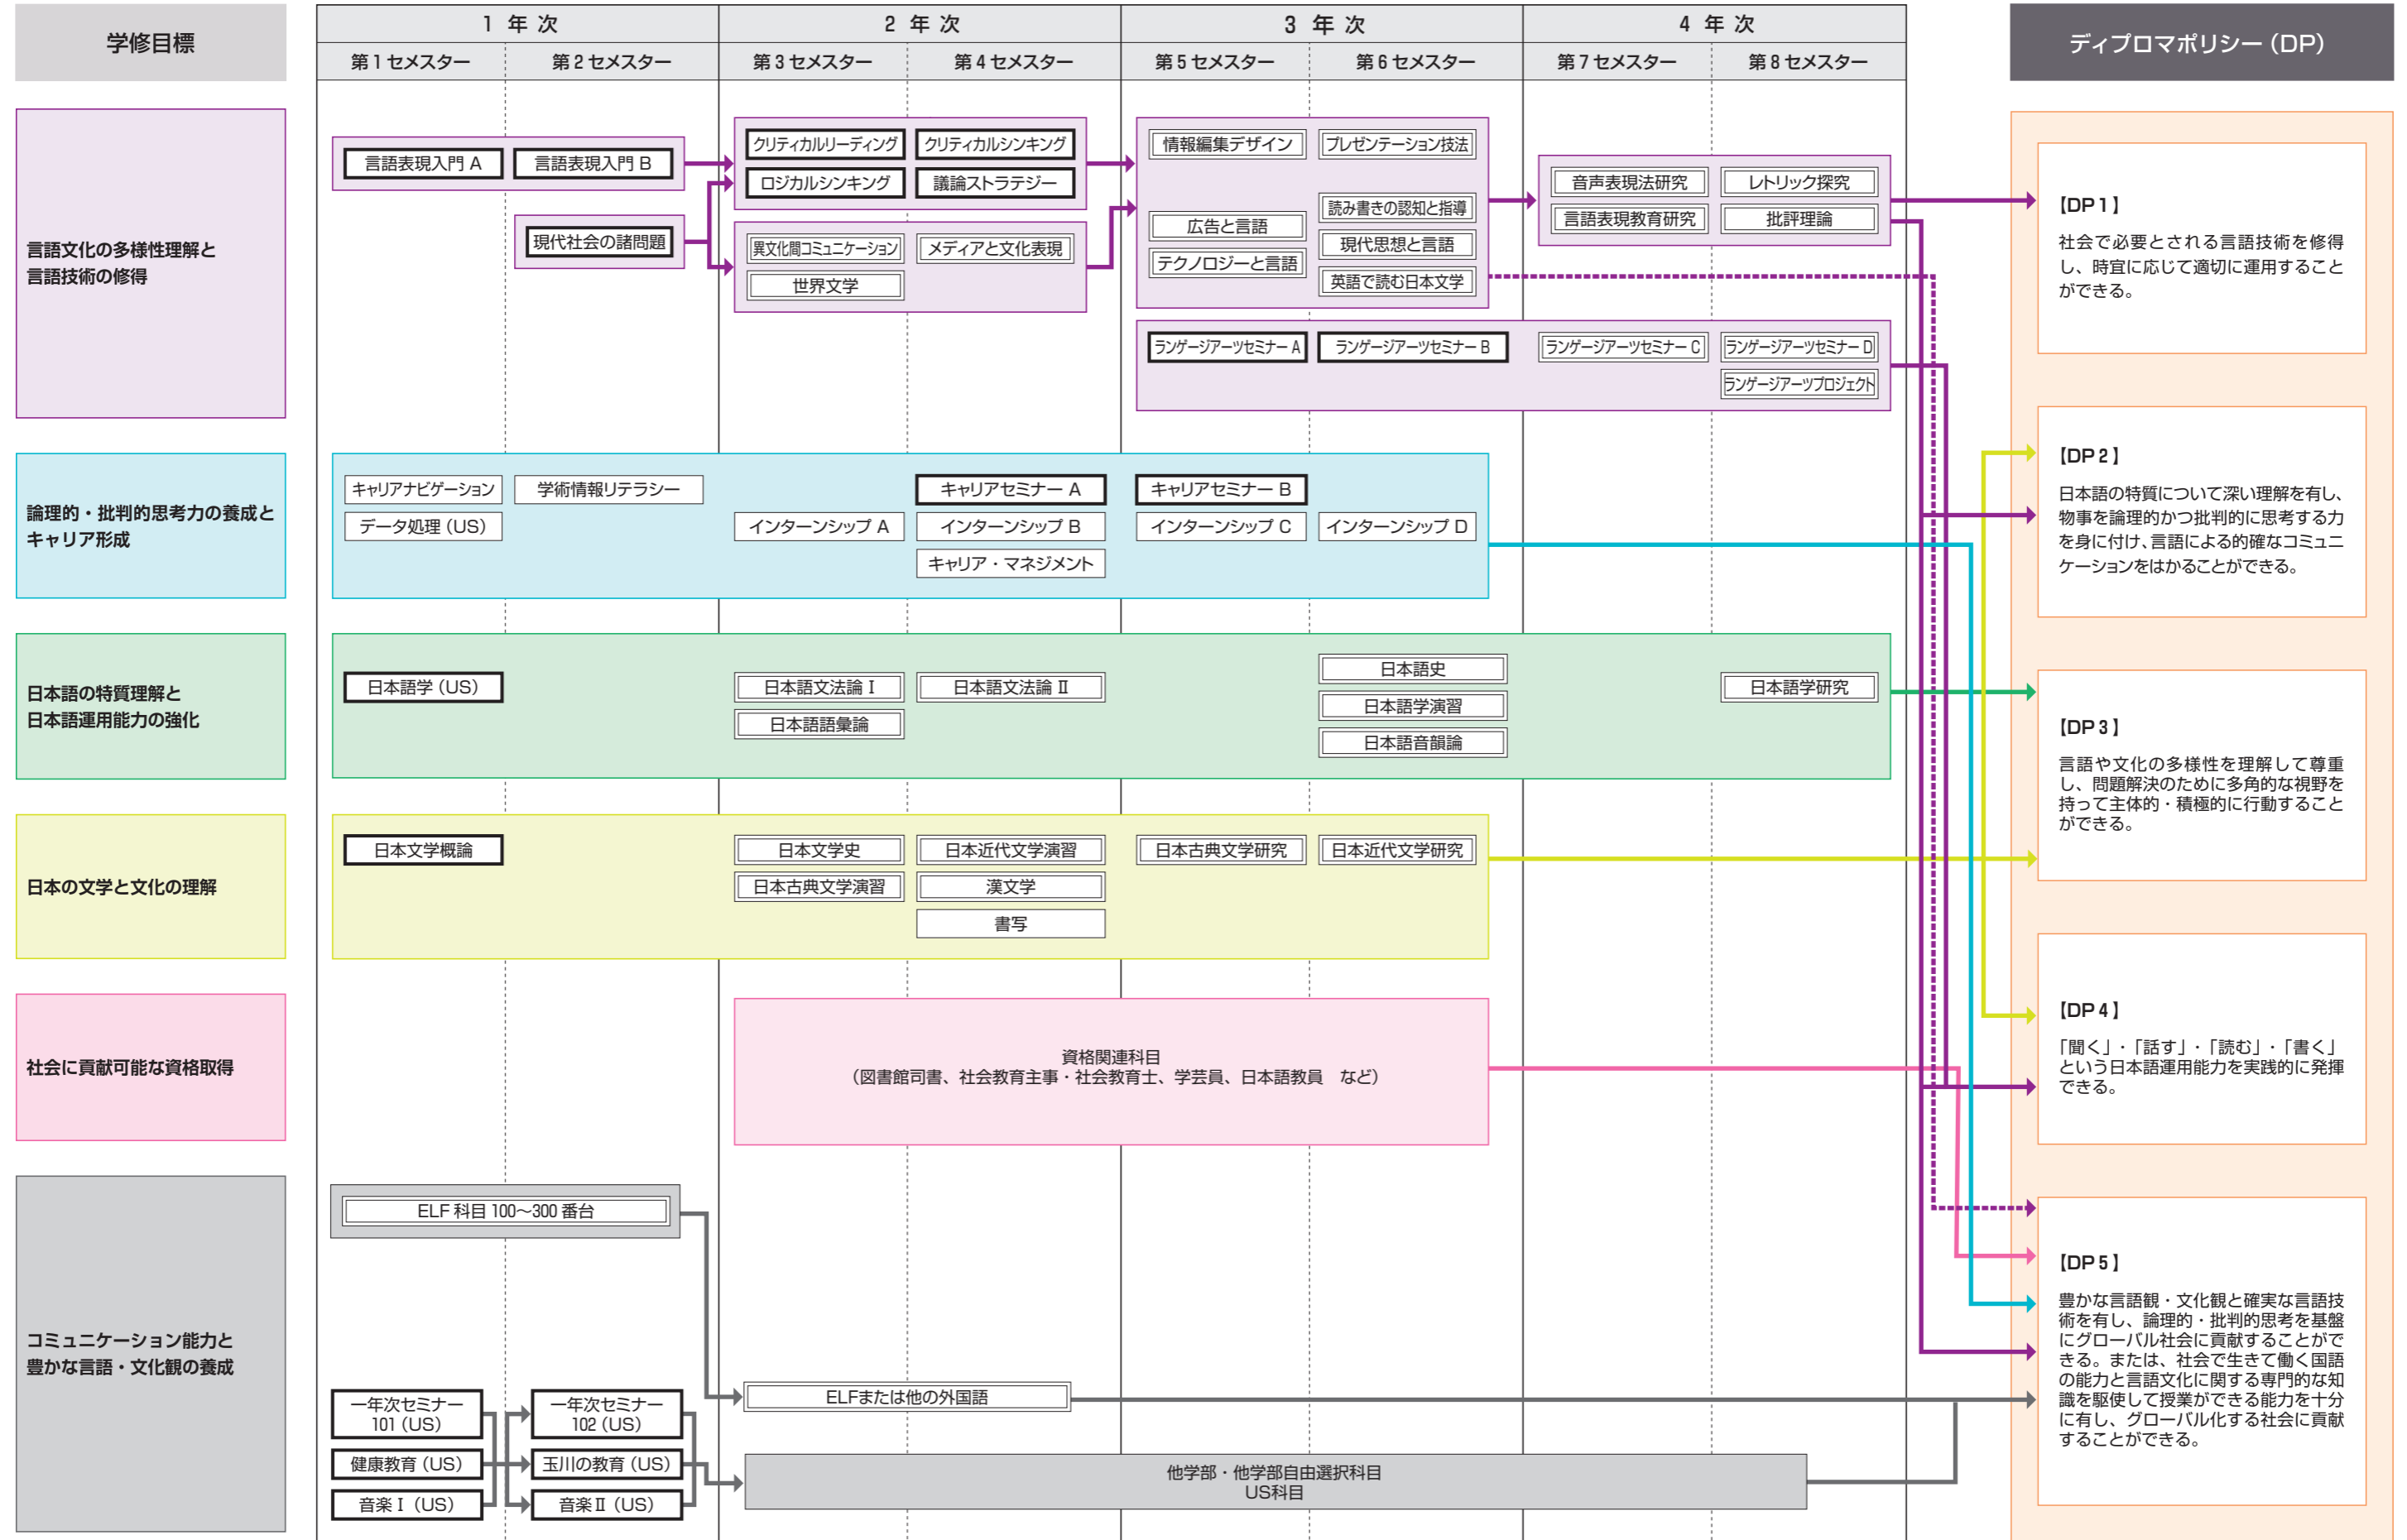 学修目標
1 年 次
2 年 次
3 年 次
4 年 次
第1セメスター
第2セメスター
第3セメスター
第4セメスター
第5セメスター
第6セメスター
第7セメスター
第8セメスター
ディプロマポリシー（DP）
言語文化の多様性理解と
言語技術の修得
言語表現入門 A
言語表現入門 B
現代社会の諸問題
クリティカルリーディング
クリティカルシンキング
ロジカルシンキング
議論ストラテジー
異文化間コミュニケーション
メディアと文化表現
世界文学
情報編集デザイン
プレゼンテーション技法
読み書きの認知と指導
広告と言語
現代思想と言語
テクノロジーと言語
英語で読む日本文学
音声表現法研究
レトリック探究
言語表現教育研究
批評理論
ランゲージアーツセミナー A
ランゲージアーツセミナー B
ランゲージアーツセミナー C
ランゲージアーツセミナー D
ランゲージアーツプロジェクト
論理的・批判的思考力の養成と
キャリア形成
キャリアナビゲーション
学術情報リテラシー
キャリアセミナー A
キャリアセミナー B
データ処理（US）
インターンシップ A
インターンシップ B
インターンシップ C
インターンシップ D
キャリア・マネジメント
日本語の特質理解と
日本語運用能力の強化
日本語学（US）
日本語文法論 Ⅰ
日本語文法論 Ⅱ
日本語語彙論
日本語史
日本語学演習
日本語音韻論
日本語学研究
日本の文学と文化の理解
日本文学概論
日本文学史
日本近代文学演習
日本古典文学研究
日本近代文学研究
日本古典文学演習
漢文学
書写
社会に貢献可能な資格取得
資格関連科目
（図書館司書、社会教育主事・社会教育士、学芸員、日本語教員　など）
コミュニケーション能力と
豊かな言語・文化観の養成
ELF 科目 100～300 番台
ELFまたは他の外国語
一年次セミナー
101（US）
一年次セミナー
102（US）
健康教育（US）
玉川の教育（US）
音楽Ⅰ（US）
音楽Ⅱ（US）
他学部・他学部自由選択科目
US科目
【DP1】
社会で必要とされる言語技術を修得
し、時宜に応じて適切に運用すること
ができる。
【DP2】
日本語の特質について深い理解を有し、
物事を論理的かつ批判的に思考する力
を身に付け、言語による的確なコミュニ
ケーションをはかることができる。
【DP3】
言語や文化の多様性を理解して尊重
し、問題解決のために多角的な視野を
持って主体的・積極的に行動すること
ができる。
【DP4】
「聞く」・「話す」・「読む」・「書く」
という日本語運用能力を実践的に発揮
できる。
【DP5】
豊かな言語観・文化観と確実な言語技
術を有し、論理的・批判的思考を基盤
にグローバル社会に貢献することがで
きる。または、社会で生きて働く国語
の能力と言語文化に関する専門的な知
識を駆使して授業ができる能力を十分
に有し、グローバル化する社会に貢献
することができる。